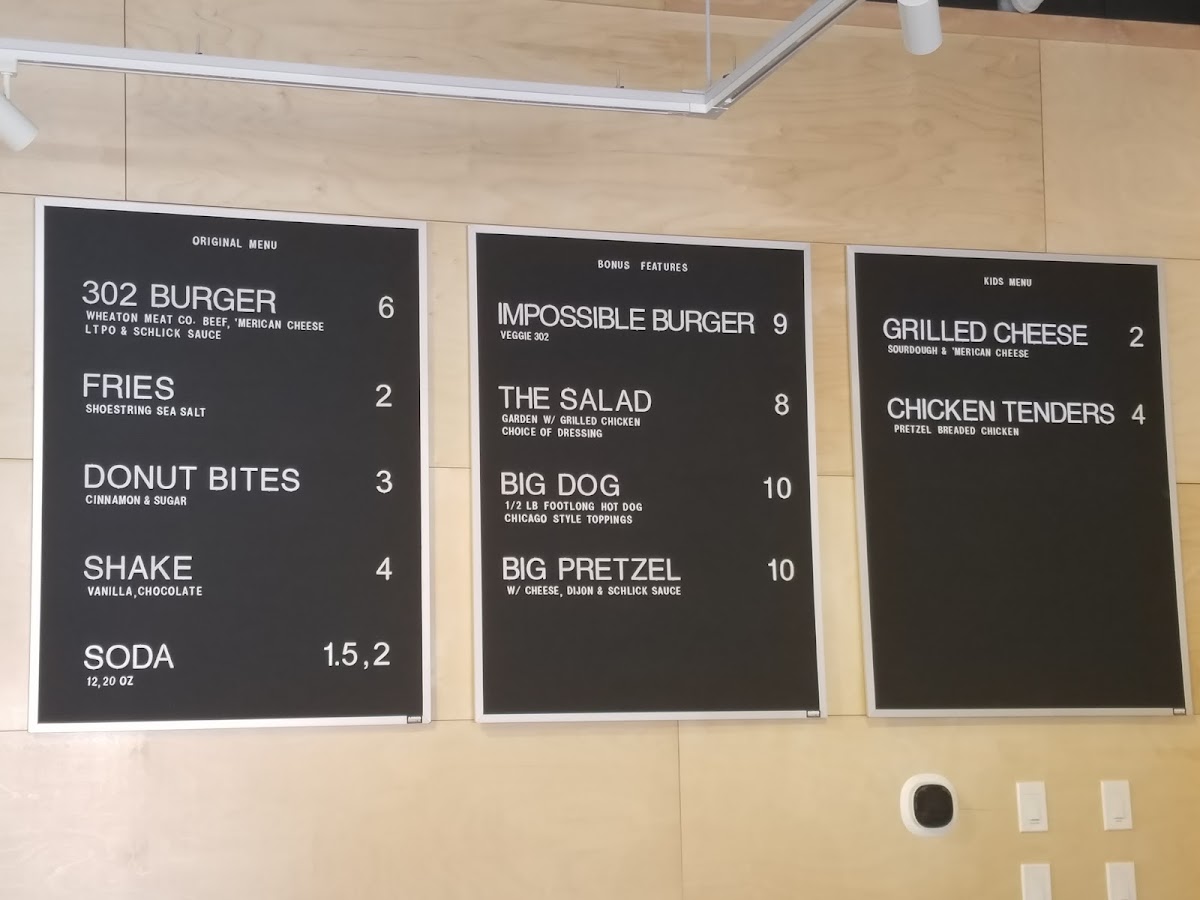 ORIGINAL MENU
302 BURGER 6
WHEATON MEAT CO. BEEF, 'MERICAN CHEESE
LTPO & SCHLICK SAUCE
FRIES 2
SHOESTRING SEA SALT
DONUT BITES 3
CINNAMON & SUGAR
SHAKE 4
VANILLA, CHOCOLATE
SODA 1.5, 2
12, 20 OZ
BONUS FEATURES
IMPOSSIBLE BURGER 9
VEGGIE 302
THE SALAD 8
GARDEN W/ GRILLED CHICKEN
CHOICE OF DRESSING
BIG DOG 10
1/2 LB FOOTLONG HOT DOG
CHICAGO STYLE TOPPINGS
BIG PRETZEL 10
W/ CHEESE, DIJON & SCHLICK SAUCE
KIDS MENU
GRILLED CHEESE 2
SOURDOUGH & 'MERICAN CHEESE
CHICKEN TENDERS 4
PRETZEL BREADED CHICKEN